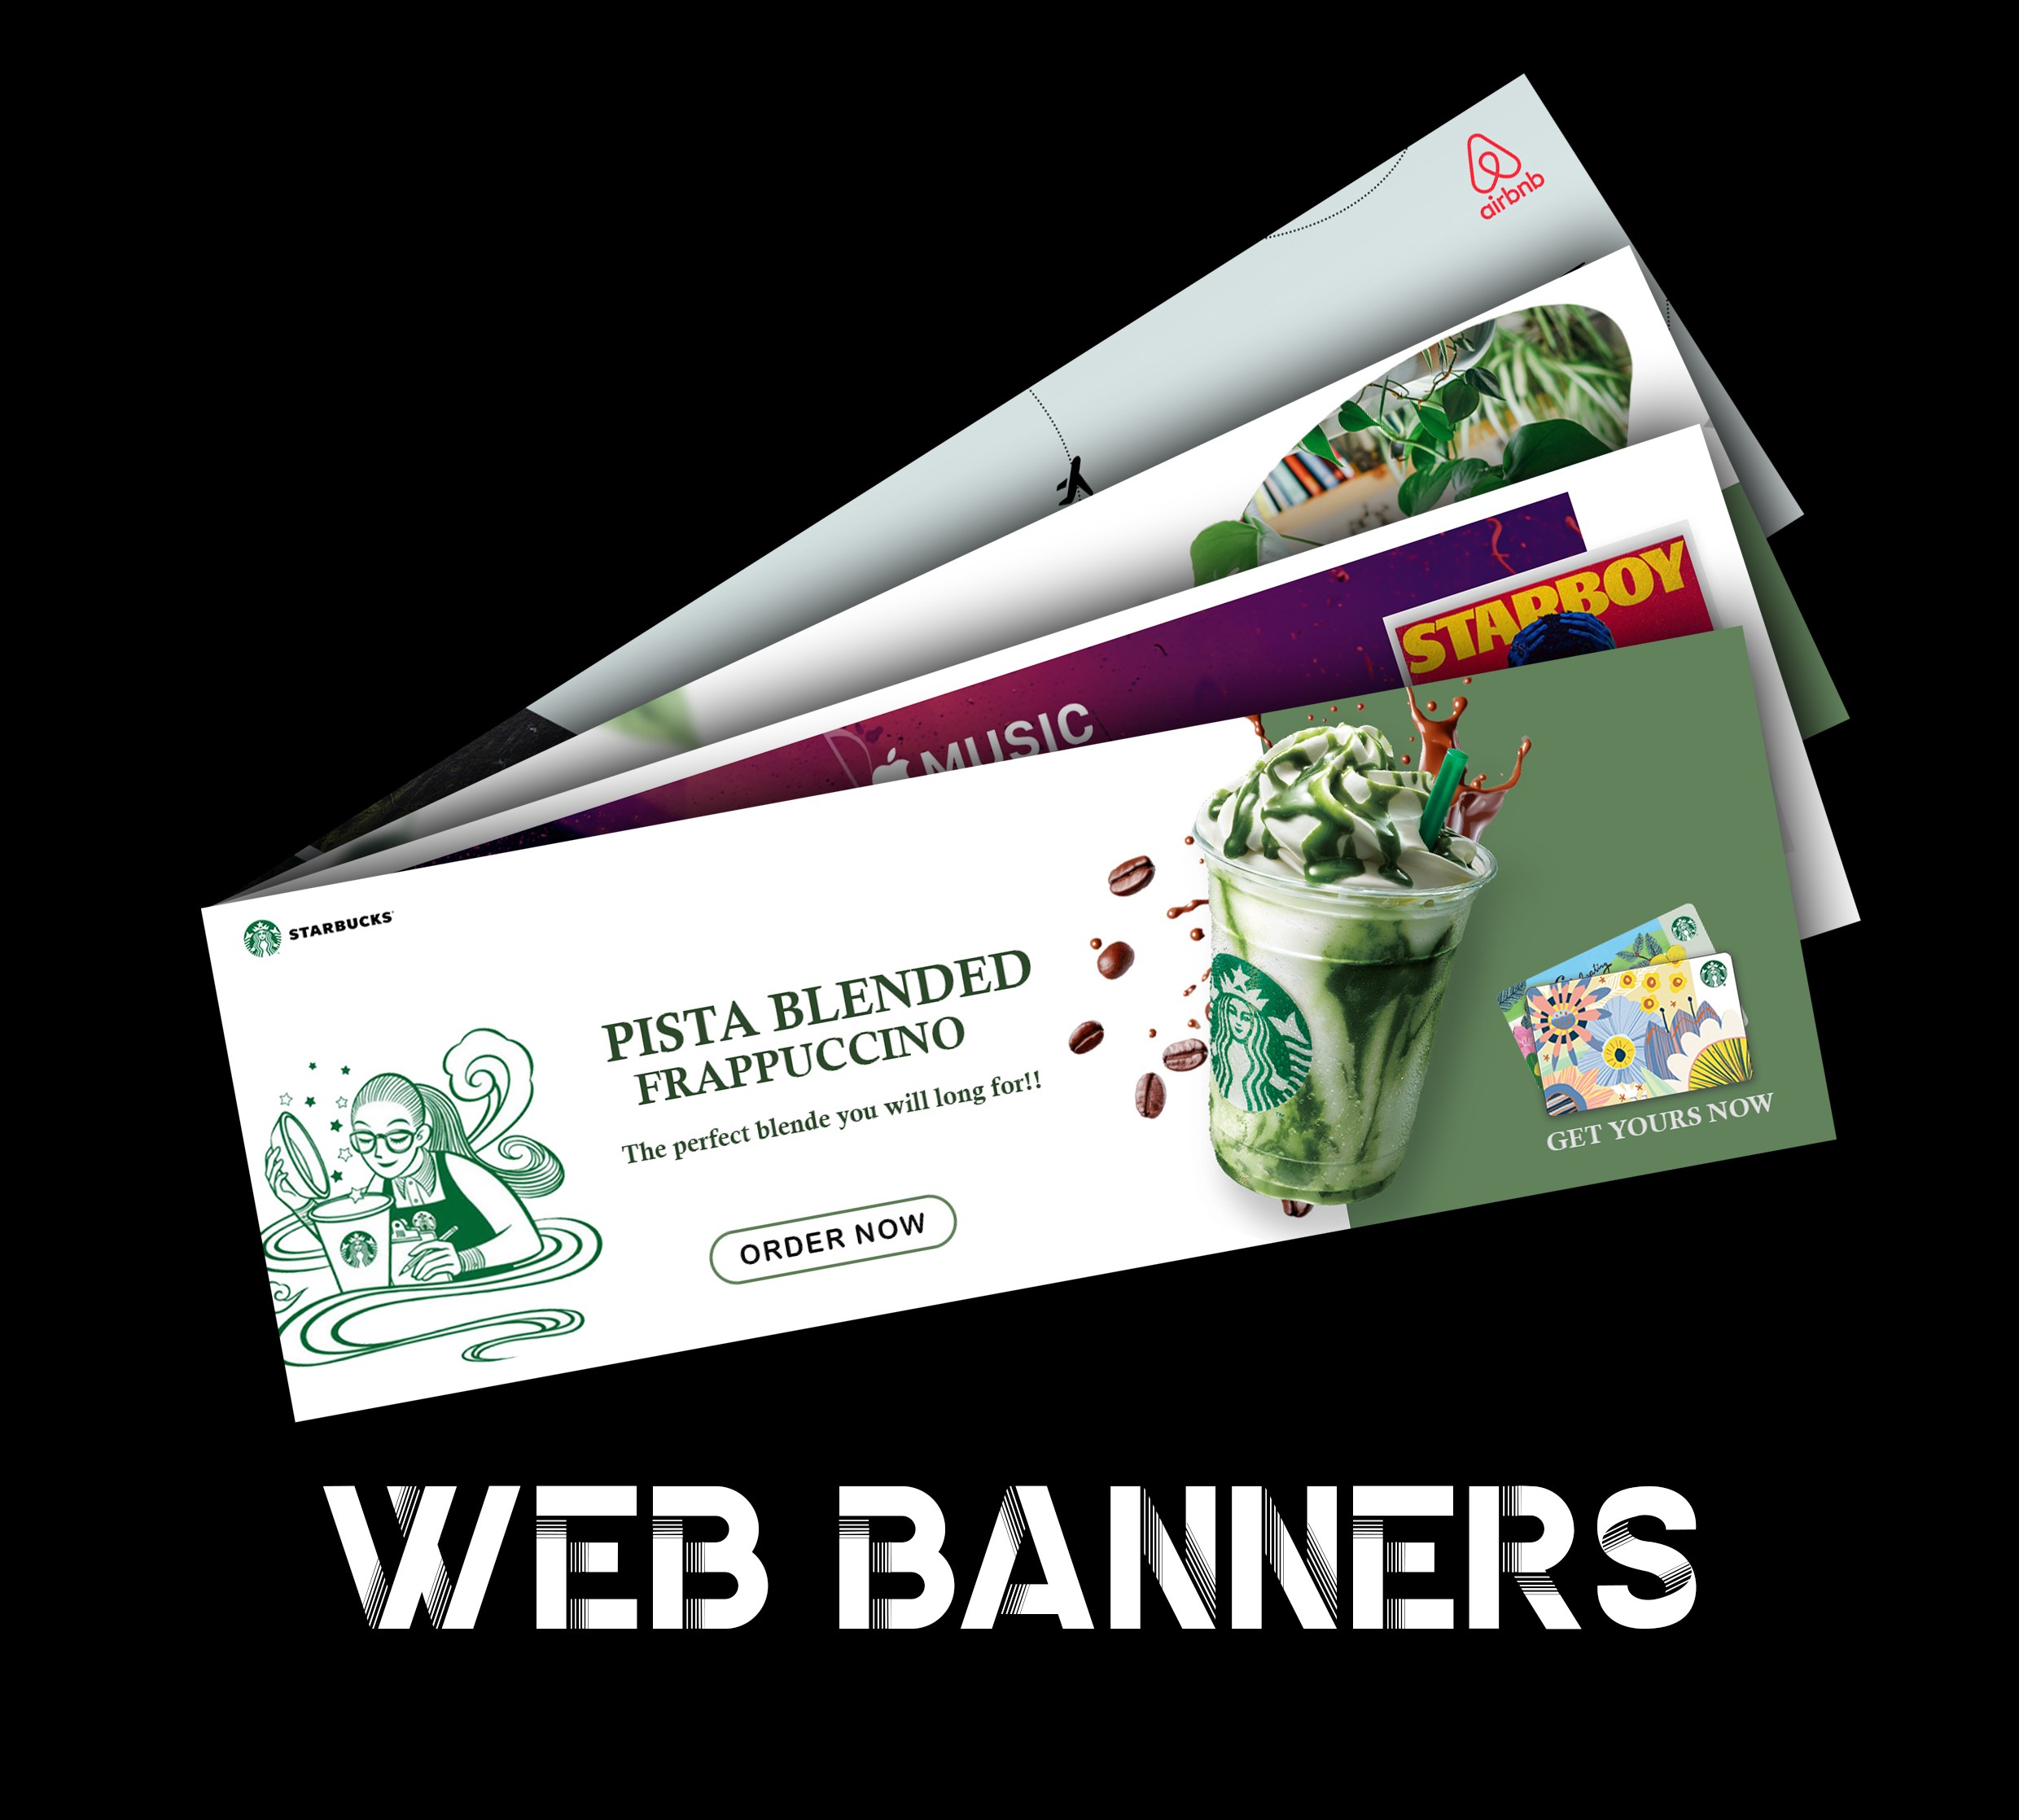 airbnb
STARBOY
MUSIC
STARBUCKS
PISTA BLENDED
FRAPPUCCINO
The perfect blende you will long for!!
ORDER NOW
GET YOURS NOW
WEB BANNERS